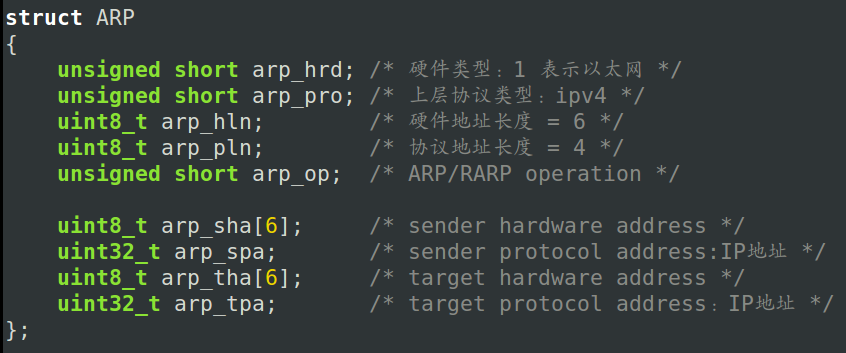 struct ARP
{
    unsigned short arp_hrd; /* 硬件类型：1 表示以太网 */
    unsigned short arp_pro; /* 上层协议类型：ipv4 */
    uint8_t arp_hln;        /* 硬件地址长度 = 6 */
    uint8_t arp_pln;        /* 协议地址长度 = 4 */
    unsigned short arp_op;  /* ARP/RARP operation */

    uint8_t arp_sha[6];     /* sender hardware address */
    uint32_t arp_spa;       /* sender protocol address:IP地址 */
    uint8_t arp_tha[6];     /* target hardware address */
    uint32_t arp_tpa;       /* target protocol address：IP地址 */
};